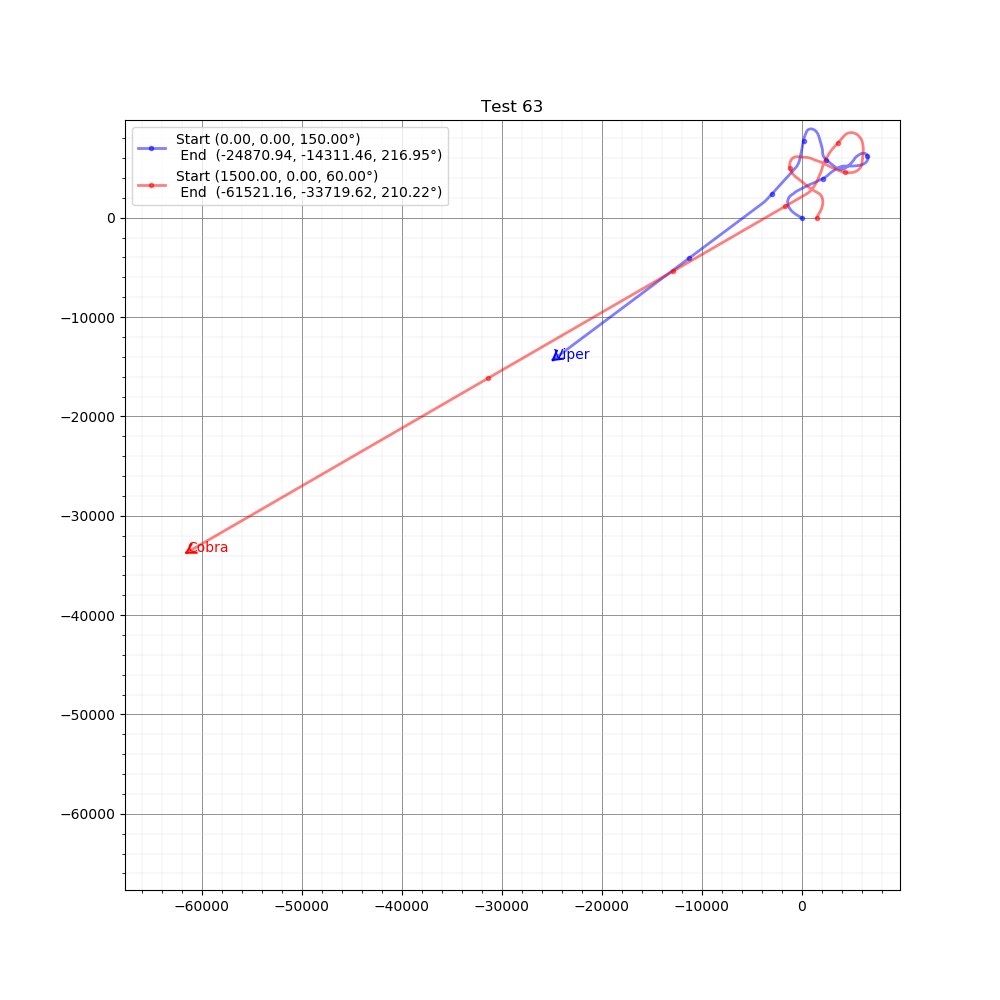 Test 63
Start (0.00, 0.00, 150.00°)
End (-24870.94, -14311.46, 216.95°)
Start (1500.00, 0.00, 60.00°)
End (-61521.16, -33719.62, 210.22°)
0
−10000
Viper
−20000
−30000
Cobra
−40000
−50000
−60000
−60000 −50000 −40000 −30000 −20000 −10000 0